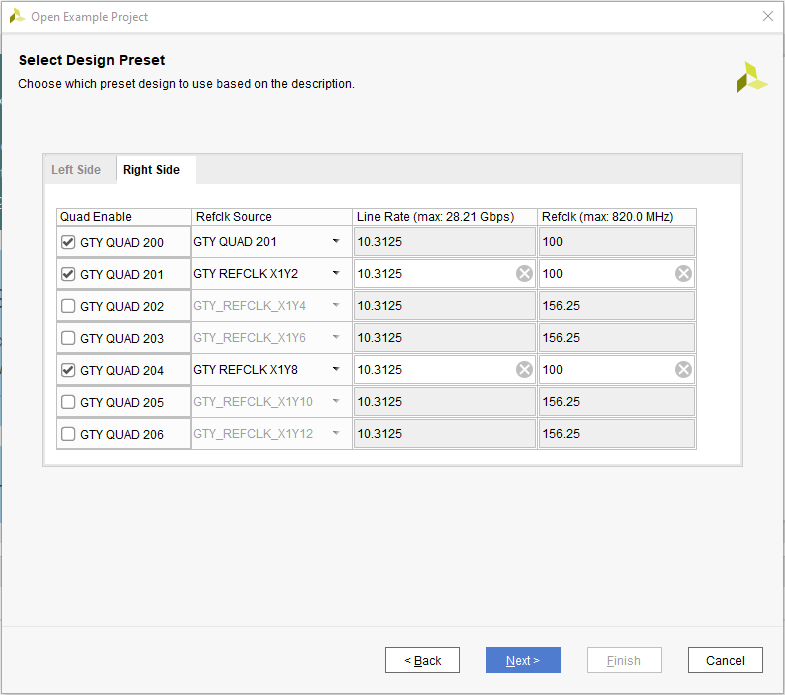 Open Example Project
Select Design Preset
Choose which preset design to use based on the description.
Left Side Right Side
Quad Enable Refclk Source Line Rate (max: 28.21 Gbps) Refclk (max: 820.0 MHz)
GTY QUAD 200 GTY QUAD 201 10.3125 100
GTY QUAD 201 GTY REFCLK X1Y2 10.3125 100
GTY QUAD 202 GTY_REFCLK_X1Y4 10.3125 156.25
GTY QUAD 203 GTY_REFCLK_X1Y6 10.3125 156.25
GTY QUAD 204 GTY REFCLK X1Y8 10.3125 100
GTY QUAD 205 GTY_REFCLK_X1Y10 10.3125 156.25
GTY QUAD 206 GTY_REFCLK_X1Y12 10.3125 156.25
< Back Next > Finish Cancel